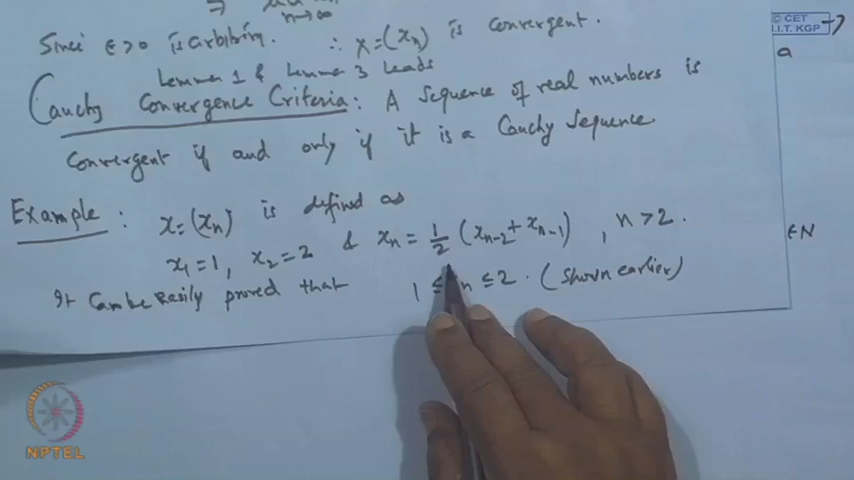 n→∞
Since ε>0 is arbitrim. ∴ x=(xₙ) is convergent.
Lemma 1 & Lemma 3 Leads
Cauchy Convergence Criteria: A Sequence of real numbers is
Convergent if and only if it is a Cauchy Sequence
Example : x=(xₙ) is defined as
x₁=1, x₂=2 & xₙ = 1/2 (xₙ₋₂+xₙ₋₁), n>2.
It Can be easily proved that 1 ≤ n ≤ 2. (Shown earlier)
© CET
I.I.T. KGP
a
∈N
NPTEL